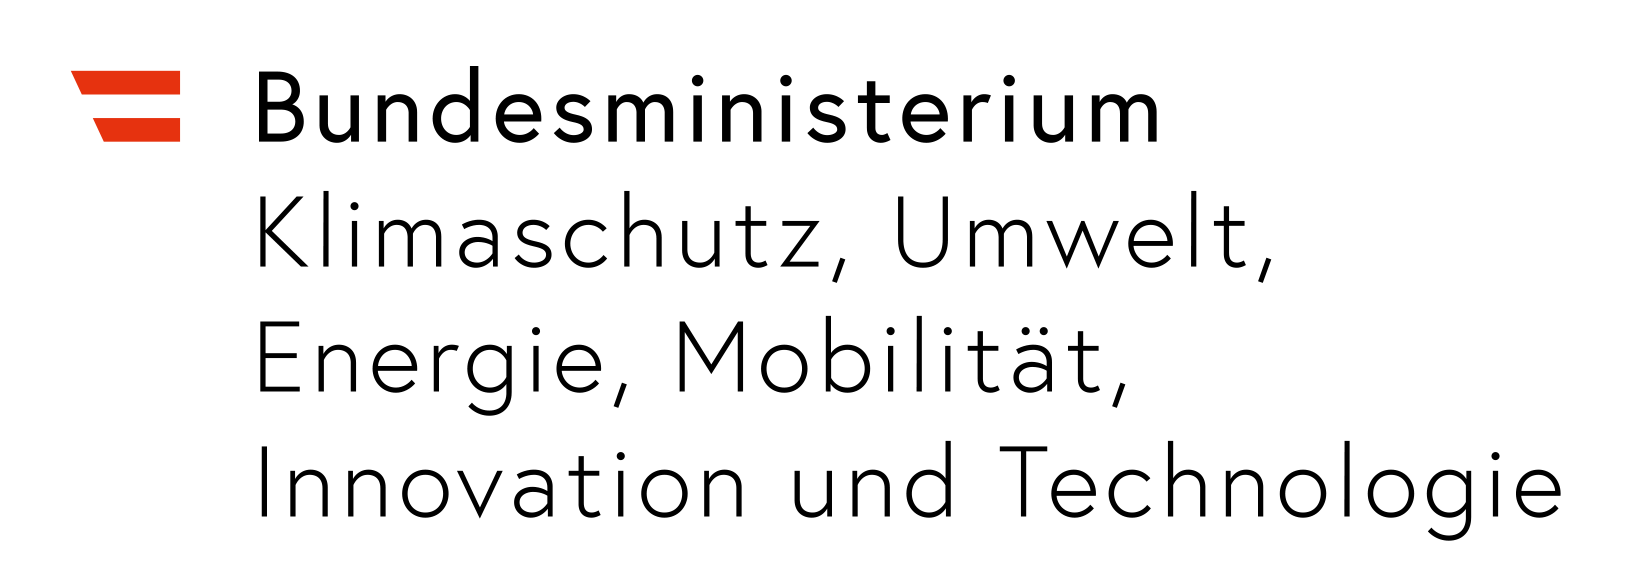 Bundesministerium
Klimaschutz, Umwelt,
Energie, Mobilität,
Innovation und Technologie